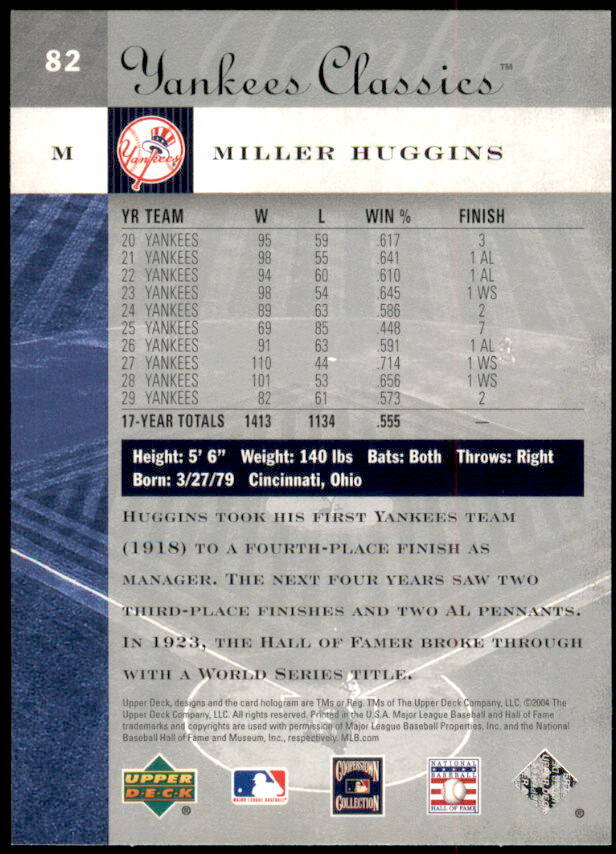 82
Yankees Classics™
M
Yankees
MILLER HUGGINS
YR TEAM W L WIN % FINISH
20 YANKEES 95 59 .617 3
21 YANKEES 98 55 .641 1 AL
22 YANKEES 94 60 .610 1 AL
23 YANKEES 98 54 .645 1 WS
24 YANKEES 89 63 .586 2
25 YANKEES 69 85 .448 7
26 YANKEES 91 63 .591 1 AL
27 YANKEES 110 44 .714 1 WS
28 YANKEES 101 53 .656 1 WS
29 YANKEES 82 61 .573 2
17-YEAR TOTALS 1413 1134 .555 —
Height: 5' 6" Weight: 140 lbs Bats: Both Throws: Right
Born: 3/27/79 Cincinnati, Ohio
HUGGINS TOOK HIS FIRST YANKEES TEAM
(1918) TO A FOURTH-PLACE FINISH AS
MANAGER. THE NEXT FOUR YEARS SAW TWO
THIRD-PLACE FINISHES AND TWO AL PENNANTS.
IN 1923, THE HALL OF FAMER BROKE THROUGH
WITH A WORLD SERIES TITLE.
Upper Deck, designs and the card hologram are TMs or Reg. TMs of The Upper Deck Company, LLC. ©2004 The
Upper Deck Company, LLC. All rights reserved. Printed in the U.S.A. Major League Baseball and Hall of Fame
trademarks and copyrights are used with permission of Major League Baseball Properties, Inc. and the National
Baseball Hall of Fame and Museum, Inc., respectively. MLB.com
UPPER DECK ®
MAJOR LEAGUE BASEBALL
COOPERSTOWN COLLECTION
NATIONAL BASEBALL HALL OF FAME
®